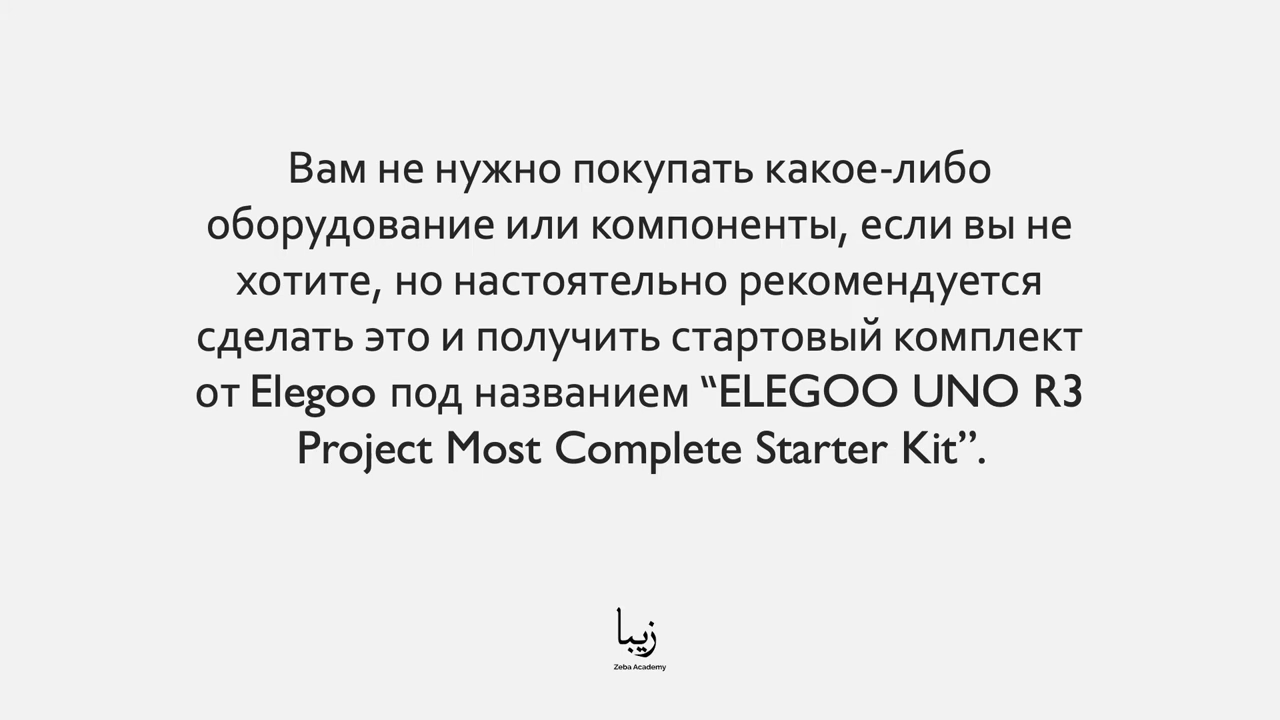 Вам не нужно покупать какое-либо
оборудование или компоненты, если вы не
хотите, но настоятельно рекомендуется
сделать это и получить стартовый комплект
от Elegoo под названием “ELEGOO UNO R3
Project Most Complete Starter Kit”.
زیبا
Zeba Academy